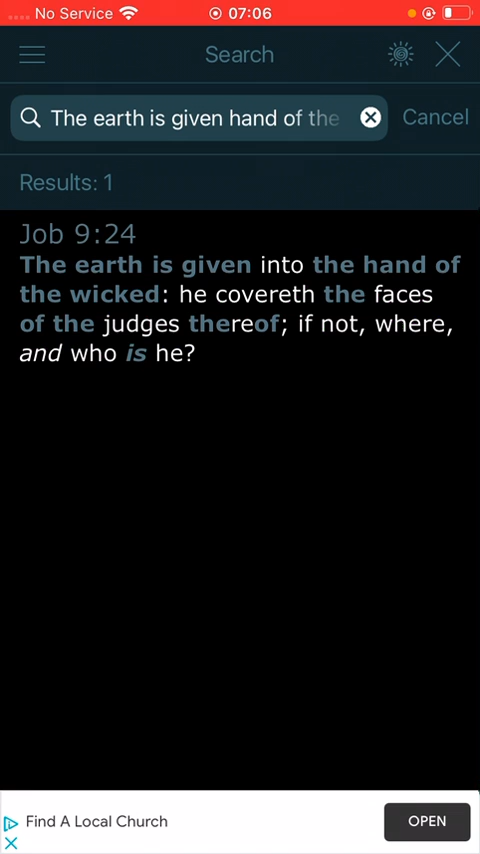 No Service 07:06
Search
The earth is given hand of the
Cancel
Results: 1
Job 9:24
The earth is given into the hand of
the wicked: he covereth the faces
of the judges thereof; if not, where,
and who is he?
Find A Local Church
OPEN